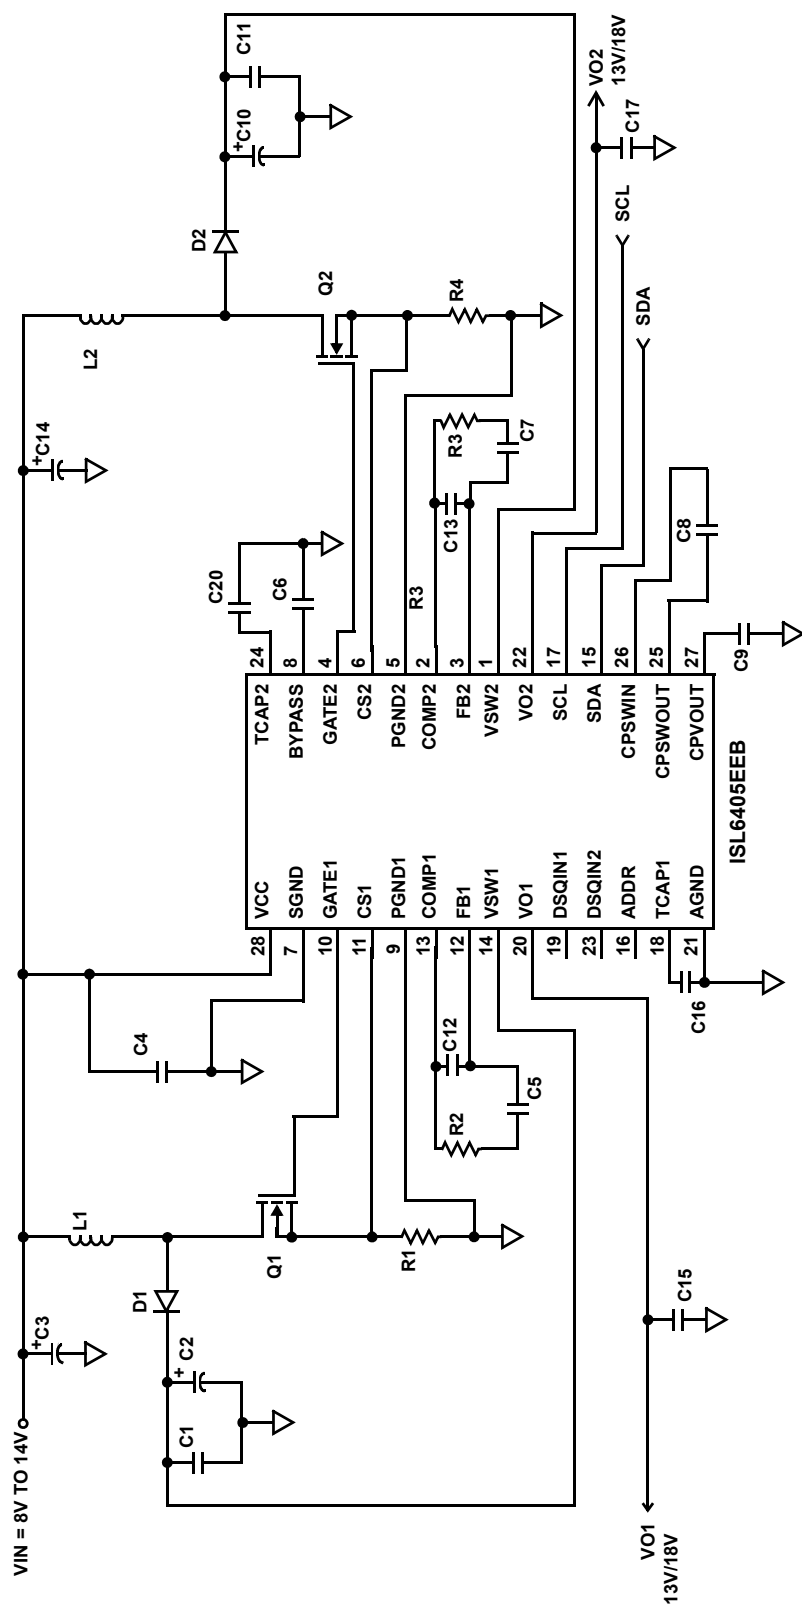 VIN = 8V TO 14V
C3
L1
C4
C14
L2
C1
C2
D1
Q1
R1
R2
C5
C12
C20
C6
Q2
R4
D2
C10
C11
R3
C13
R3
C7
28
7
10
11
9
13
12
14
20
19
23
16
18
21
VCC
SGND
GATE1
CS1
PGND1
COMP1
FB1
VSW1
VO1
DSQIN1
DSQIN2
ADDR
TCAP1
AGND
TCAP2
BYPASS
GATE2
CS2
PGND2
COMP2
FB2
VSW2
VO2
SCL
SDA
CPSWIN
CPSWOUT
CPVOUT
24
8
4
6
5
2
3
1
22
17
15
26
25
27
ISL6405EEB
C16
C15
VO1
13V/18V
C9
C8
SDA
SCL
C17
VO2
13V/18V
+
+
+
+